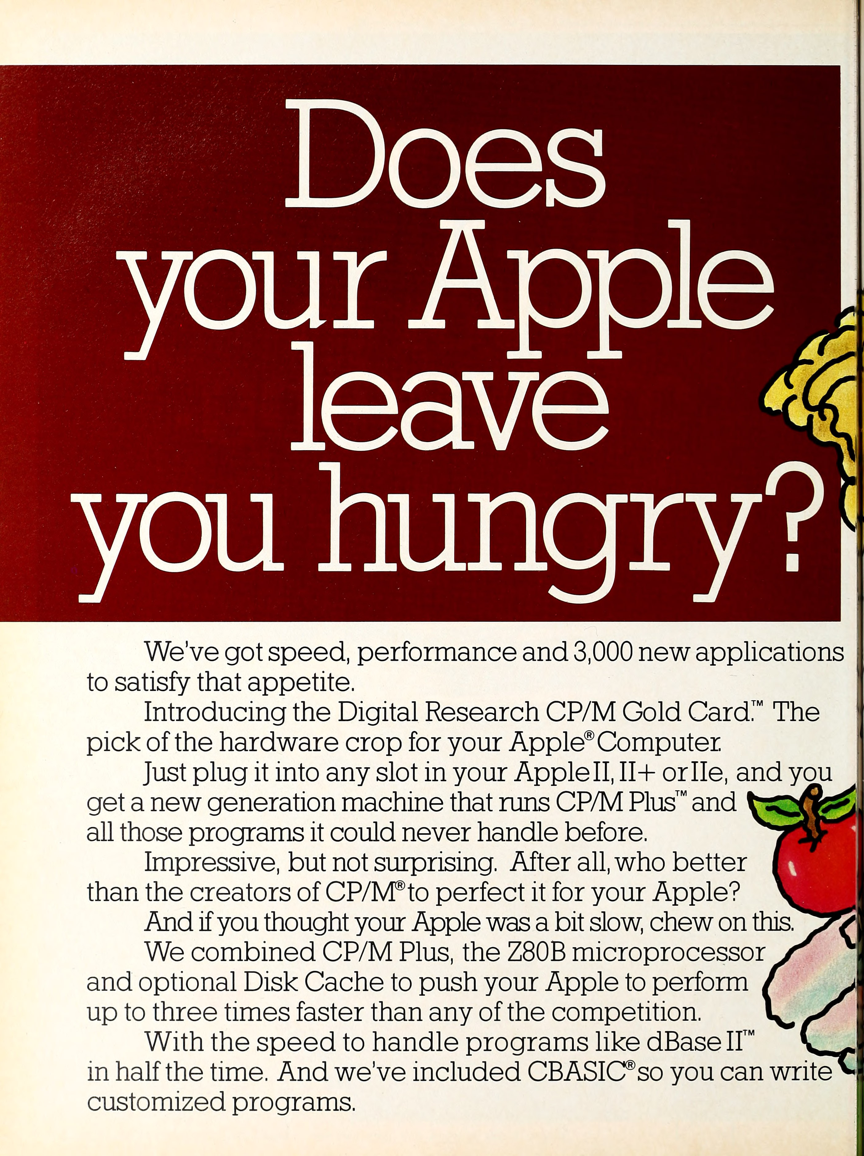 Does
your Apple
leave
you hungry?
We've got speed, performance and 3,000 new applications
to satisfy that appetite.
Introducing the Digital Research CP/M Gold Card.™ The
pick of the hardware crop for your Apple® Computer.
Just plug it into any slot in your Apple II, II+ or IIe, and you
get a new generation machine that runs CP/M Plus™ and
all those programs it could never handle before.
Impressive, but not surprising. After all, who better
than the creators of CP/M® to perfect it for your Apple?
And if you thought your Apple was a bit slow, chew on this.
We combined CP/M Plus, the Z80B microprocessor
and optional Disk Cache to push your Apple to perform
up to three times faster than any of the competition.
With the speed to handle programs like dBase II™
in half the time. And we've included CBASIC® so you can write
customized programs.